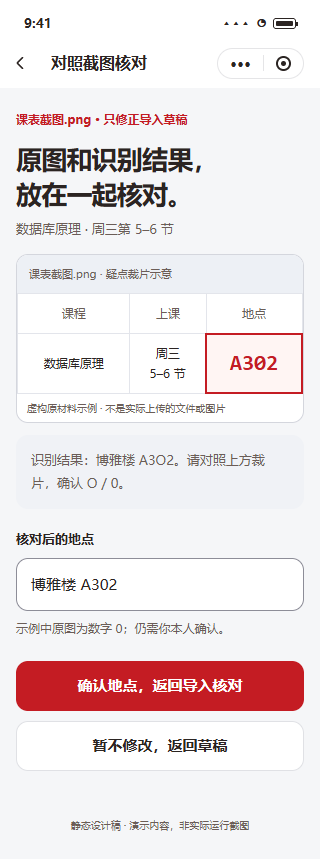 9:41
对照截图核对
课表截图.png • 只修正导入草稿
原图和识别结果，
放在一起核对。
数据库原理 · 周三第 5–6 节
课表截图.png · 疑点裁片示意
课程 上课 地点
数据库原理 周三 5–6 节 A302
虚构原材料示例 · 不是实际上传的文件或图片
识别结果：博雅楼 A3O2。请对照上方裁
片，确认 O / 0。
核对后的地点
博雅楼 A302
示例中原图为数字 0；仍需你本人确认。
确认地点，返回导入核对
暂不修改，返回草稿
静态设计稿 · 演示内容，非实际运行截图